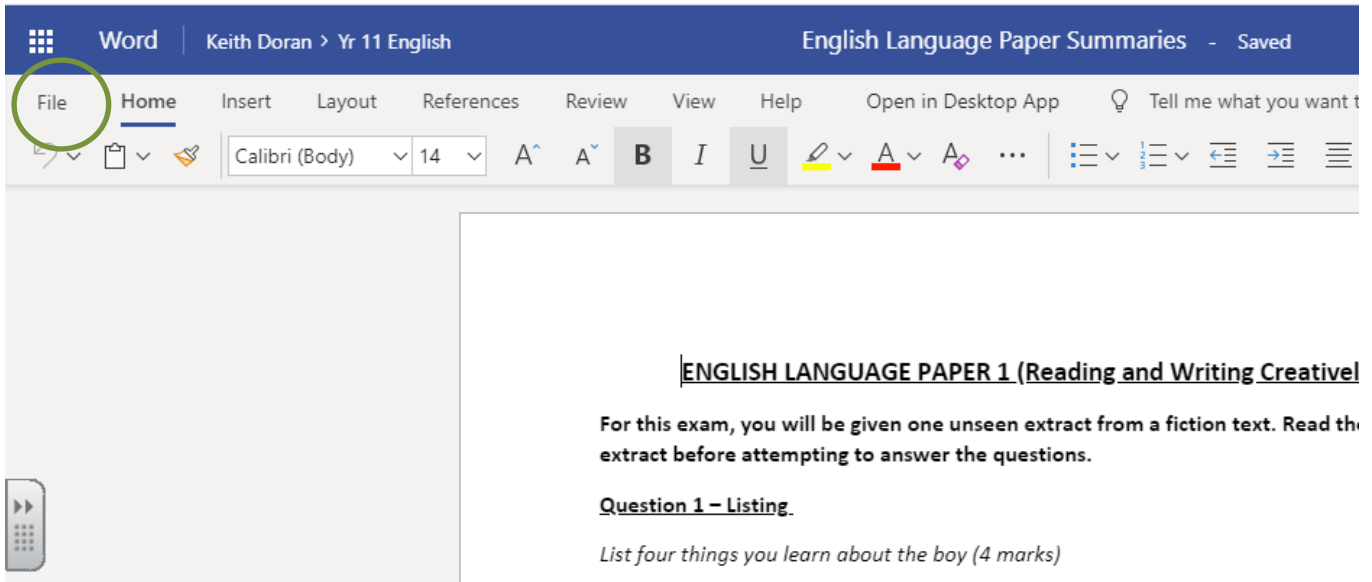 Word Keith Doran > Yr 11 English English Language Paper Summaries - Saved
File Home Insert Layout References Review View Help Open in Desktop App Tell me what you want t
Calibri (Body) 14 A A B I U A A ...
ENGLISH LANGUAGE PAPER 1 (Reading and Writing Creativel
For this exam, you will be given one unseen extract from a fiction text. Read the
extract before attempting to answer the questions.
Question 1 – Listing
List four things you learn about the boy (4 marks)